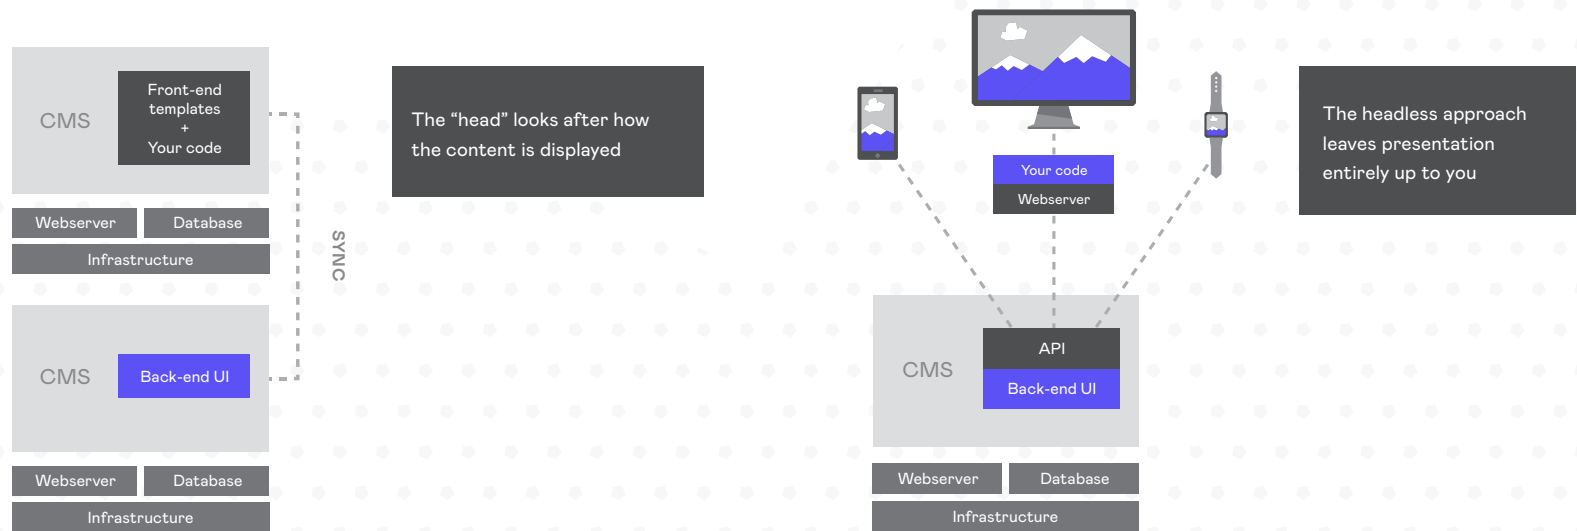 CMS
Front-end
templates
+
Your code
Webserver
Database
Infrastructure
SYNC
CMS
Back-end UI
Webserver
Database
Infrastructure
The “head” looks after how
the content is displayed
Your code
Webserver
API
CMS
Back-end UI
Webserver
Database
Infrastructure
The headless approach
leaves presentation
entirely up to you